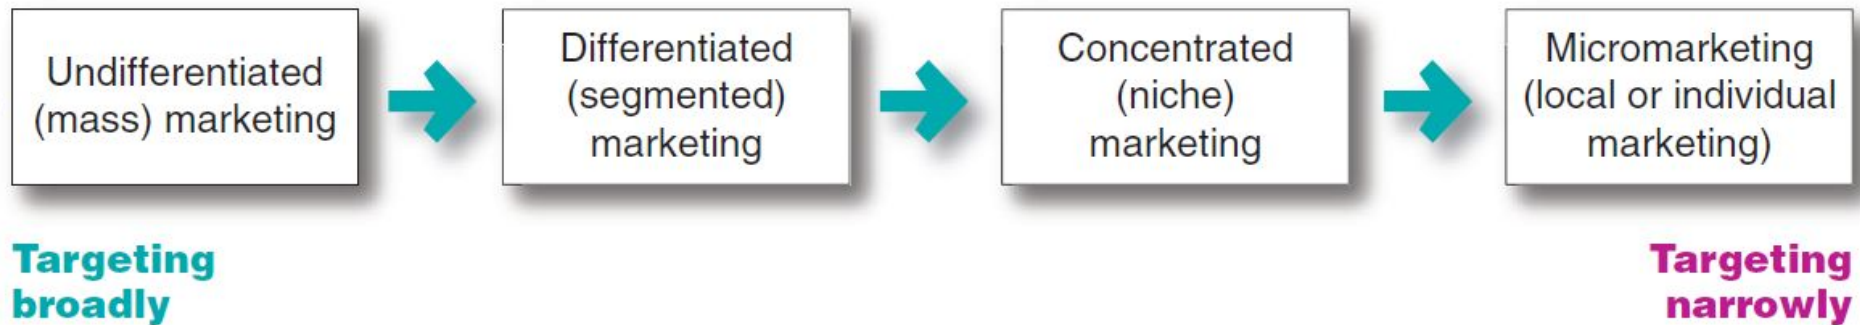 Undifferentiated
(mass) marketing
Differentiated
(segmented)
marketing
Concentrated
(niche)
marketing
Micromarketing
(local or individual
marketing)
Targeting
broadly
Targeting
narrowly